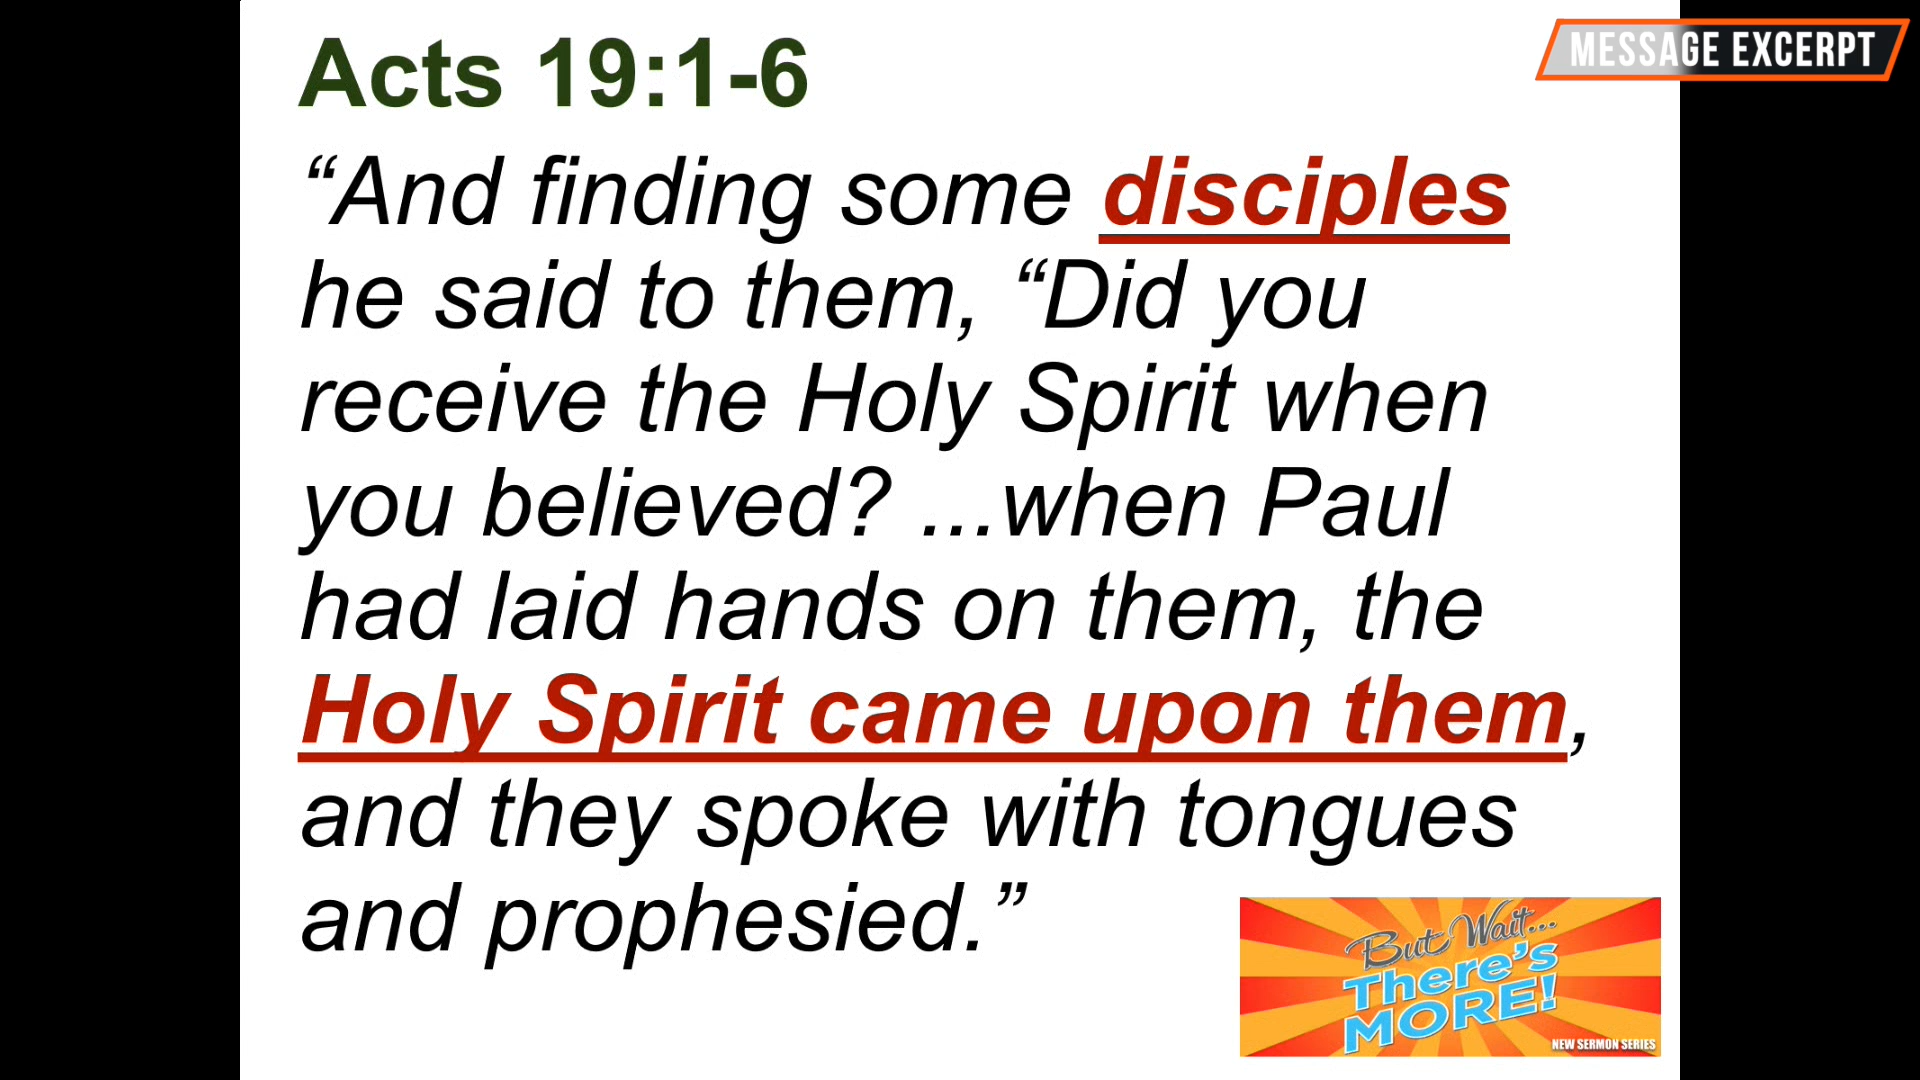 MESSAGE EXCERPT
Acts 19:1-6
“And finding some disciples
he said to them, “Did you
receive the Holy Spirit when
you believed? ...when Paul
had laid hands on them, the
Holy Spirit came upon them,
and they spoke with tongues
and prophesied.”
But Wait...
There's
MORE!
NEW SERMON SERIES